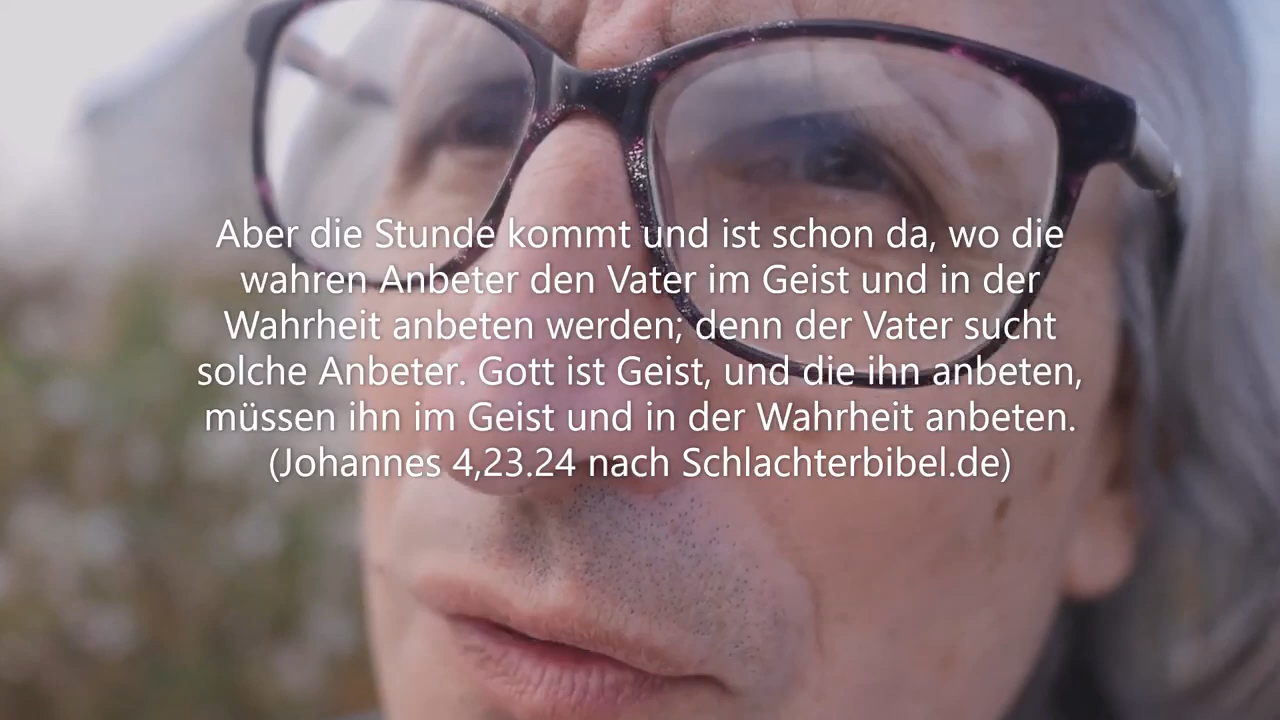 Aber die Stunde kommt und ist schon da, wo die
wahren Anbeter den Vater im Geist und in der
Wahrheit anbeten werden; denn der Vater sucht
solche Anbeter. Gott ist Geist, und die ihn anbeten,
müssen ihn im Geist und in der Wahrheit anbeten.
(Johannes 4,23.24 nach Schlachterbibel.de)